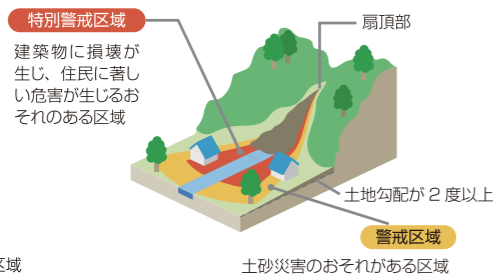 特別警戒区域
建築物に損壊が
生じ、住民に著し
い危害が生じるお
それのある区域
扇頂部
土地勾配が 2 度以上
警戒区域
土砂災害のおそれがある区域
区域